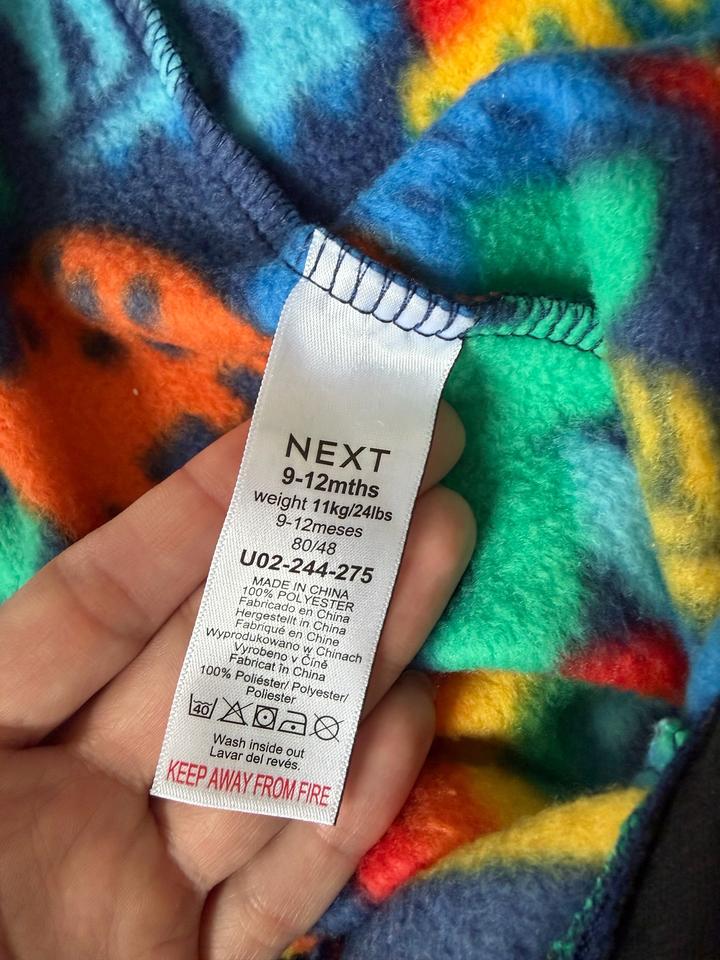 NEXT
9-12mths
weight 11kg/24lbs
9-12meses
80/48
U02-244-275
MADE IN CHINA
100% POLYESTER
Fabricado en China
Hergestellt in China
Fabriqué en Chine
Wyprodukowano w Chinach
Vyrobeno v Číně
Fabricat în China
100% Poliéster/ Polyester/
Poliester
40
Wash inside out
Lavar del revés.
KEEP AWAY FROM FIRE